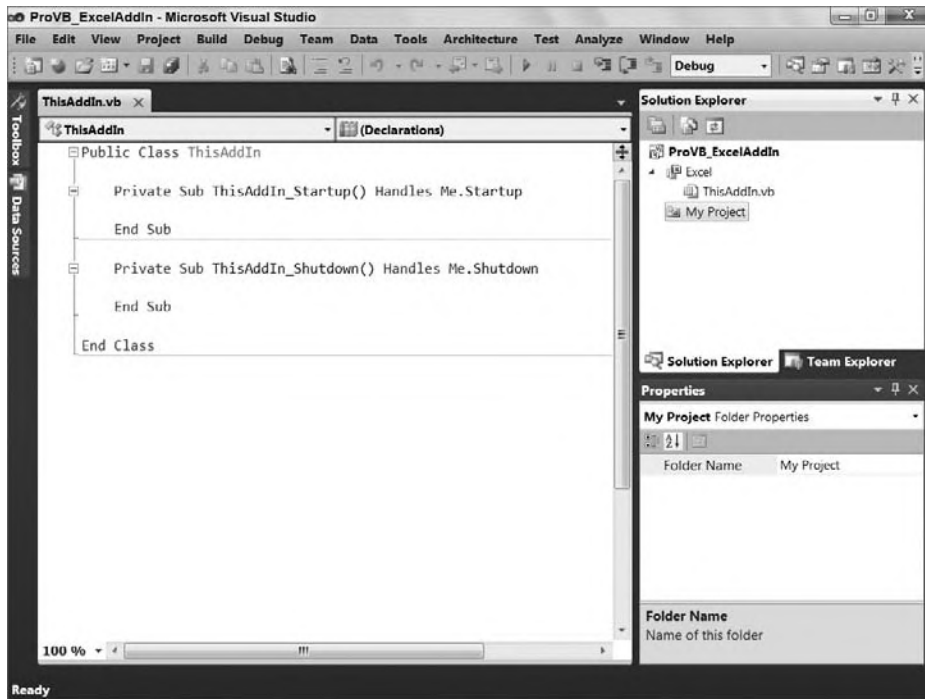 ProVB_ExcelAddIn - Microsoft Visual Studio
File Edit View Project Build Debug Team Data Tools Architecture Test Analyze Window Help
Debug
Toolbox
Data Sources
ThisAddIn.vb
ThisAddIn
(Declarations)
Public Class ThisAddIn
Private Sub ThisAddIn_Startup() Handles Me.Startup
End Sub
Private Sub ThisAddIn_Shutdown() Handles Me.Shutdown
End Sub
End Class
100 %
Solution Explorer
ProVB_ExcelAddIn
Excel
ThisAddIn.vb
My Project
Solution Explorer Team Explorer
Properties
My Project Folder Properties
Folder Name My Project
Folder Name
Name of this folder
Ready